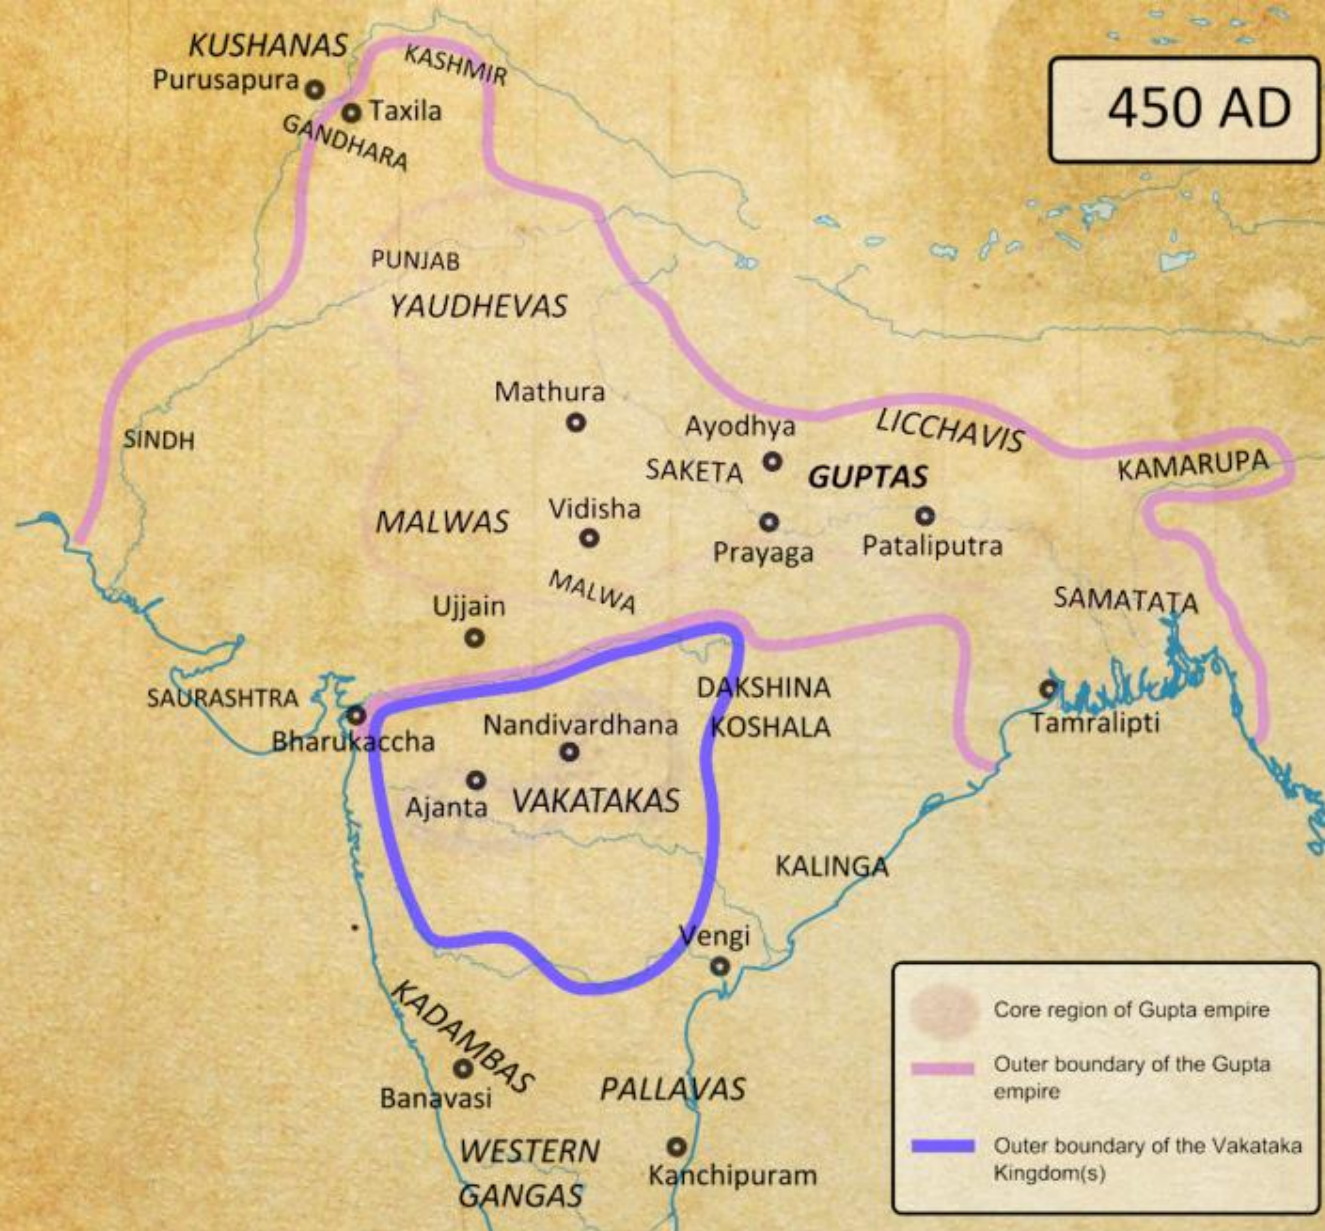 KUSHANAS
KASHMIR
Purusapura
Taxila
450 AD
GANDHARA
PUNJAB
YAUDHEVAS
Mathura
Ayodhya
LICCHAVIS
SINDH
SAKETA
GUPTAS
KAMARUPA
MALWAS
Vidisha
Prayaga
Pataliputra
MALWA
Ujjain
SAMATATA
SAURASHTRA
DAKSHINA
KOSHALA
Bharukaccha
Nandivardhana
Tamralipti
Ajanta
VAKATAKAS
KALINGA
Vengi
KADAMBAS
Banavasi
PALLAVAS
WESTERN
GANGAS
Kanchipuram
Core region of Gupta empire
Outer boundary of the Gupta
empire
Outer boundary of the Vakataka
Kingdom(s)